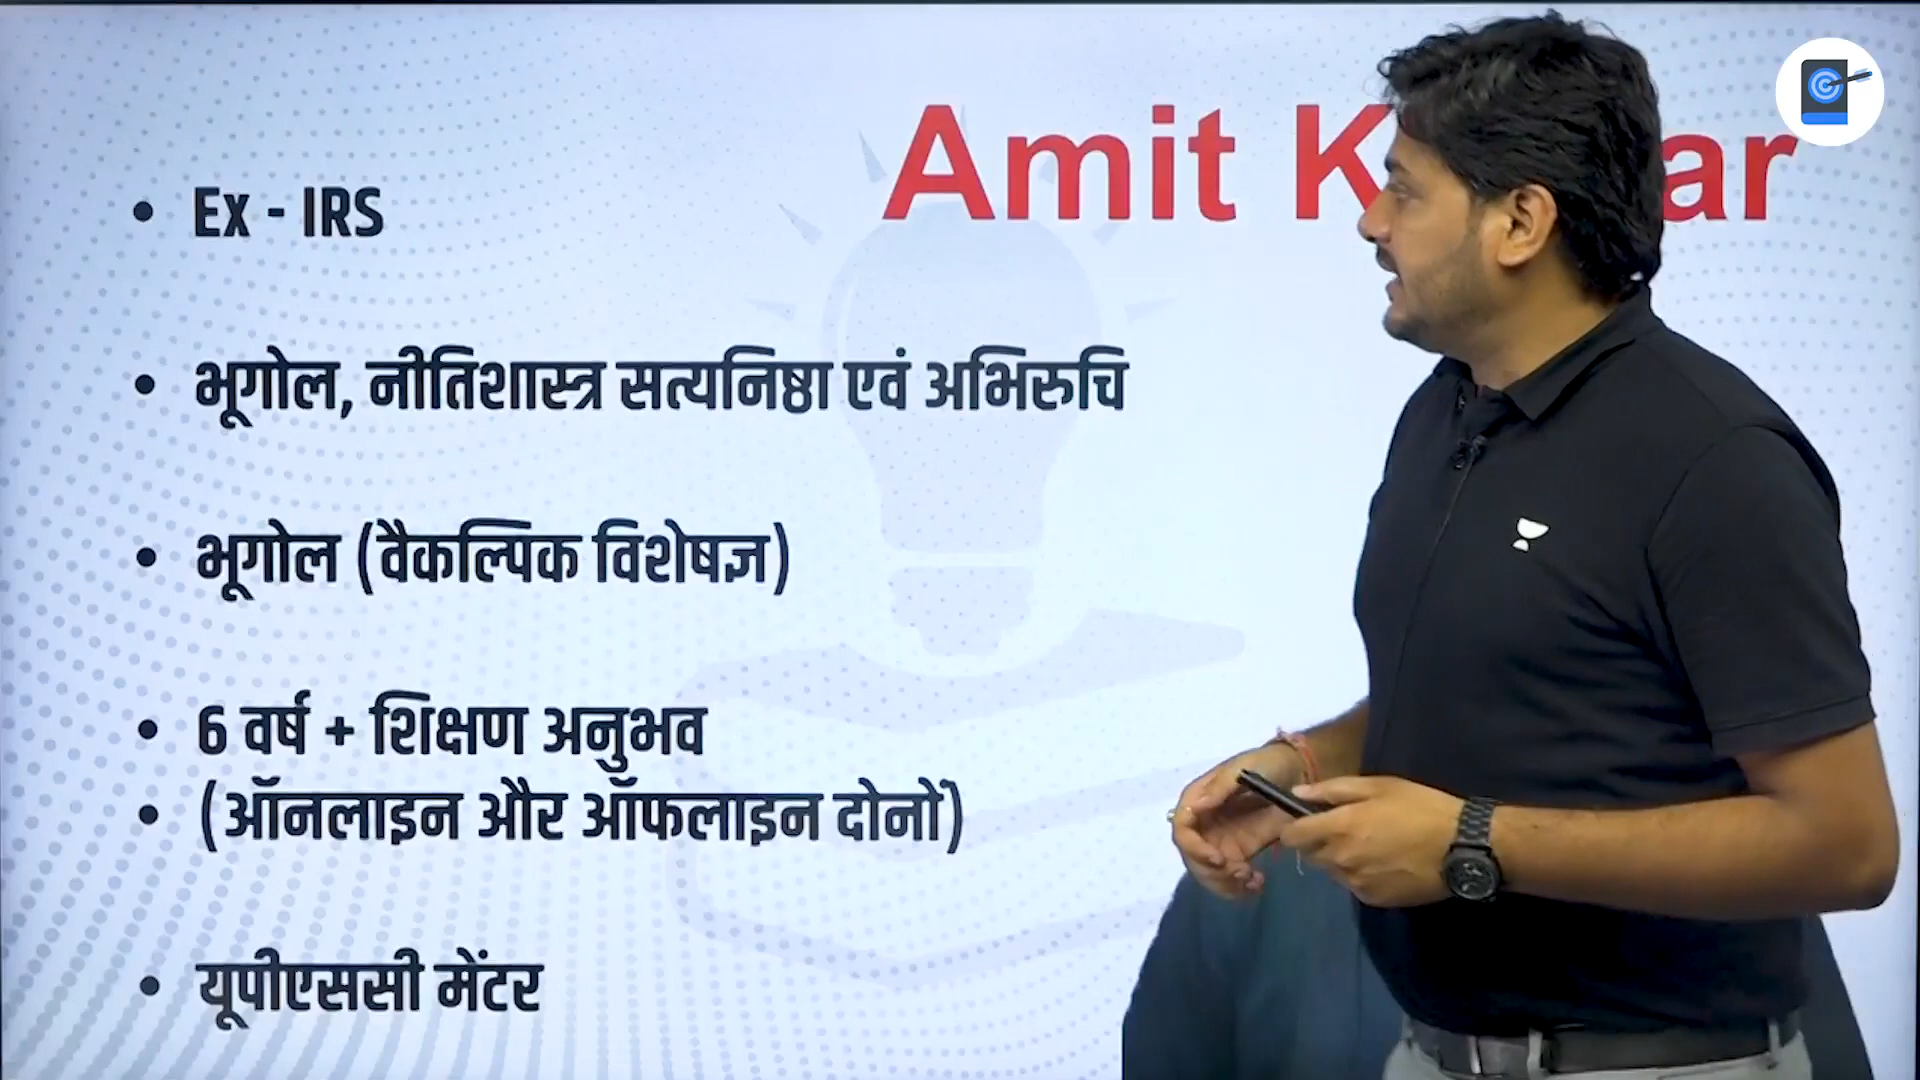 Amit K ar
Ex - IRS
भूगोल, नीतिशास्त्र सत्यनिष्ठा एवं अभिरुचि
भूगोल (वैकल्पिक विशेषज्ञ)
6 वर्ष + शिक्षण अनुभव
(ऑनलाइन और ऑफलाइन दोनों)
यूपीएससी मेंटर